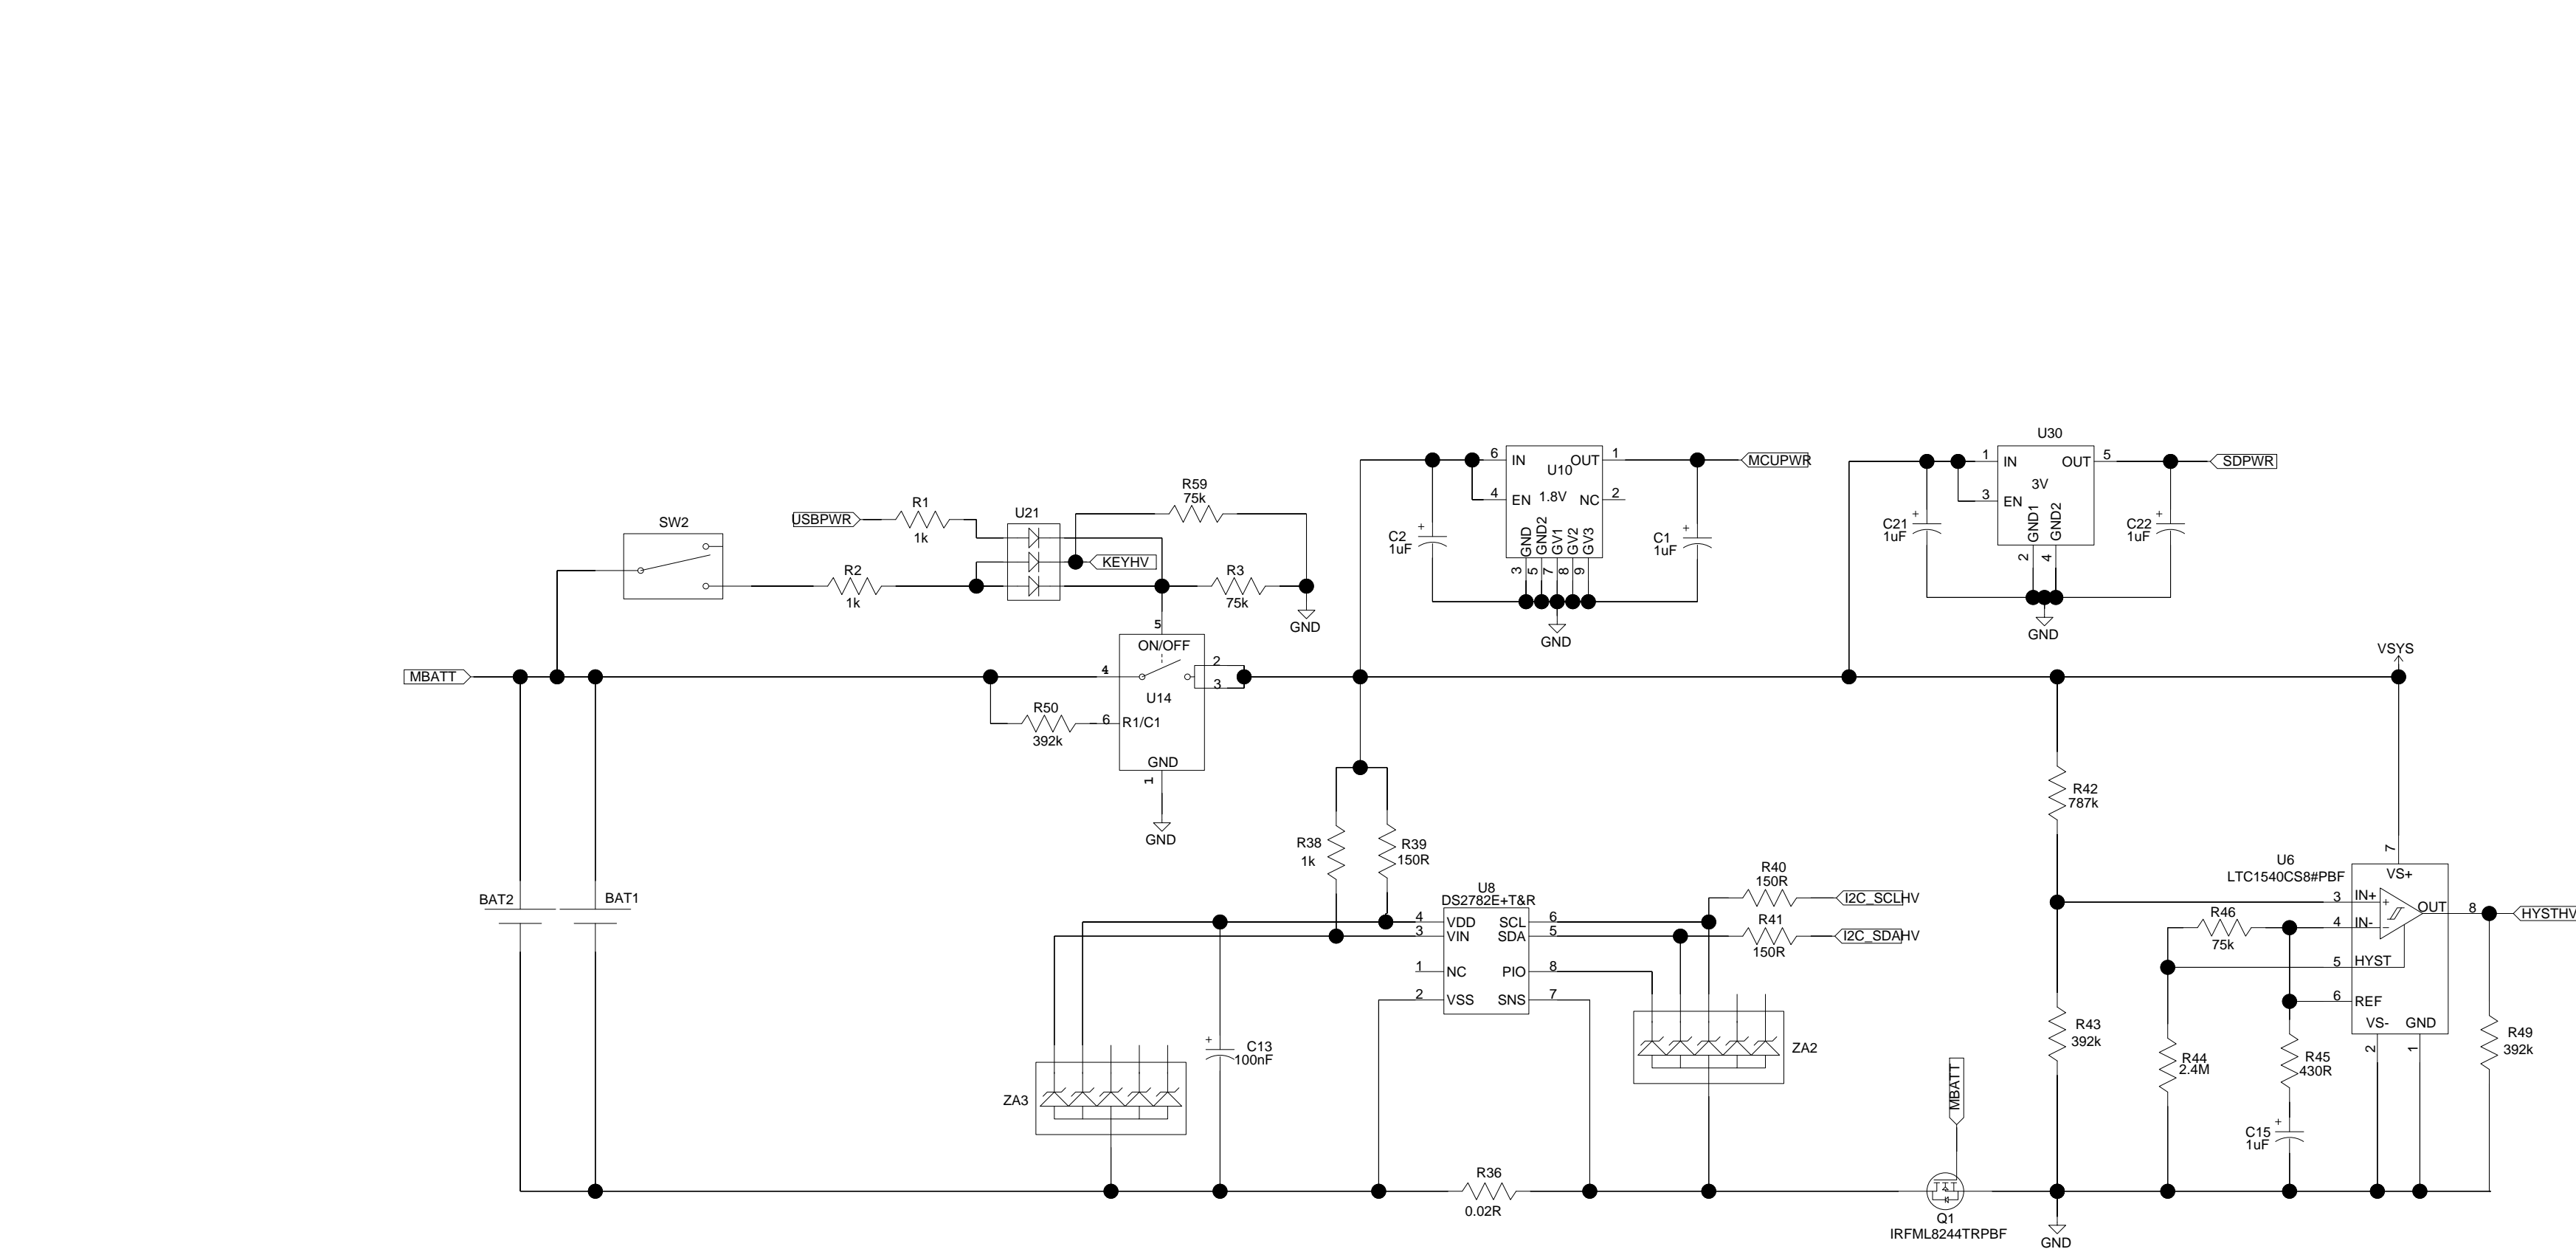 U30
6
IN
U10
OUT
1
MCUPWR
4
EN
1.8V
NC
2
GND
GND2
GV1
GV2
GV3
3
5
7
8
9
GND
+
C2
1uF
+
C1
1uF
1
IN
OUT
5
SDPWR
3V
3
EN
GND1
GND2
2
4
GND
+
C21
1uF
+
C22
1uF
SW2
USBPWR
R1
1k
U21
R59
75k
KEYHV
R2
1k
R3
75k
GND
5
MBATT
4
ON/OFF
2
3
U14
R50
392k
6
R1/C1
GND
1
GND
VSYS
R42
787k
R38
1k
R39
150R
BAT2
BAT1
U8
DS2782E+T&R
4
VDD
SCL
6
3
VIN
SDA
5
1
NC
PIO
8
2
VSS
SNS
7
R40
150R
I2C_SCLHV
R41
150R
I2C_SDAHV
U6
LTC1540CS8#PBF
7
VS+
3
IN+
+
OUT
8
HYSTHV
4
IN-
−
R46
75k
5
HYST
6
REF
VS-
GND
2
1
R43
392k
R44
2.4M
R45
430R
R49
392k
+
C15
1uF
+
C13
100nF
ZA3
ZA2
MBATT
R36
0.02R
Q1
IRFML8244TRPBF
GND